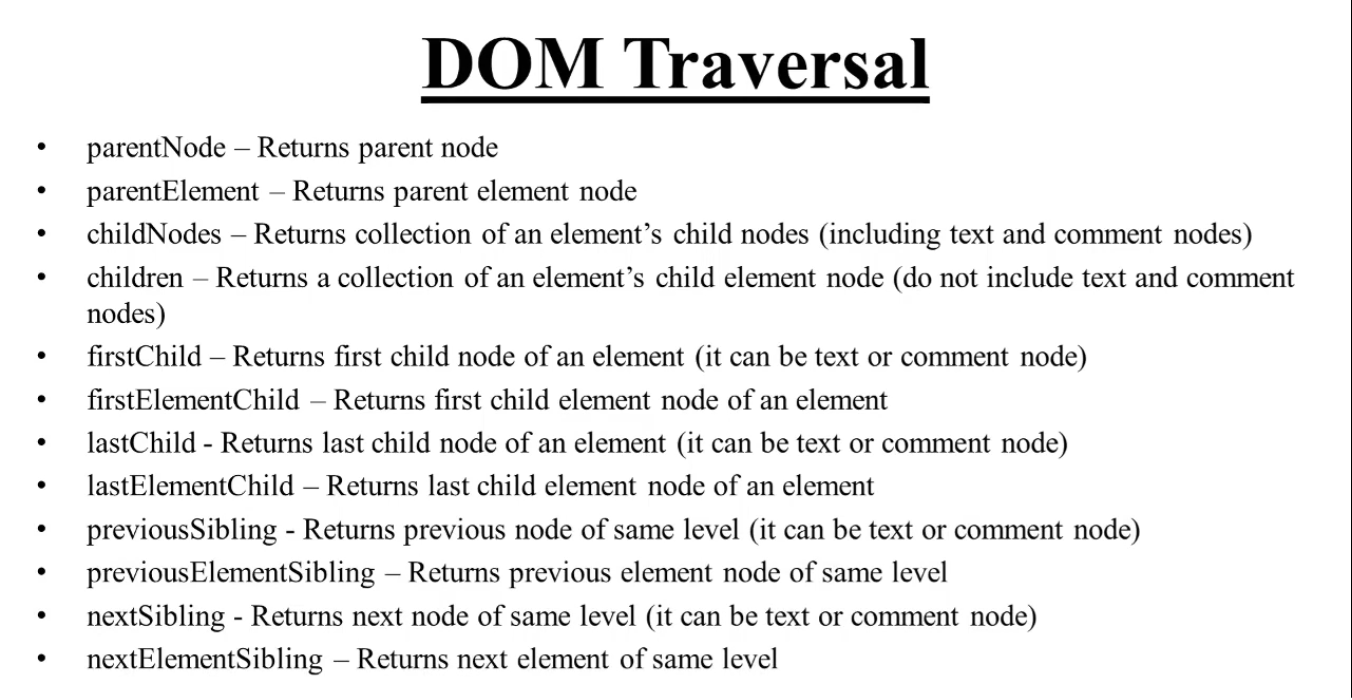 DOM Traversal
• parentNode – Returns parent node
• parentElement – Returns parent element node
• childNodes – Returns collection of an element’s child nodes (including text and comment nodes)
• children – Returns a collection of an element’s child element node (do not include text and comment
nodes)
• firstChild – Returns first child node of an element (it can be text or comment node)
• firstElementChild – Returns first child element node of an element
• lastChild - Returns last child node of an element (it can be text or comment node)
• lastElementChild – Returns last child element node of an element
• previousSibling - Returns previous node of same level (it can be text or comment node)
• previousElementSibling – Returns previous element node of same level
• nextSibling - Returns next node of same level (it can be text or comment node)
• nextElementSibling – Returns next element of same level